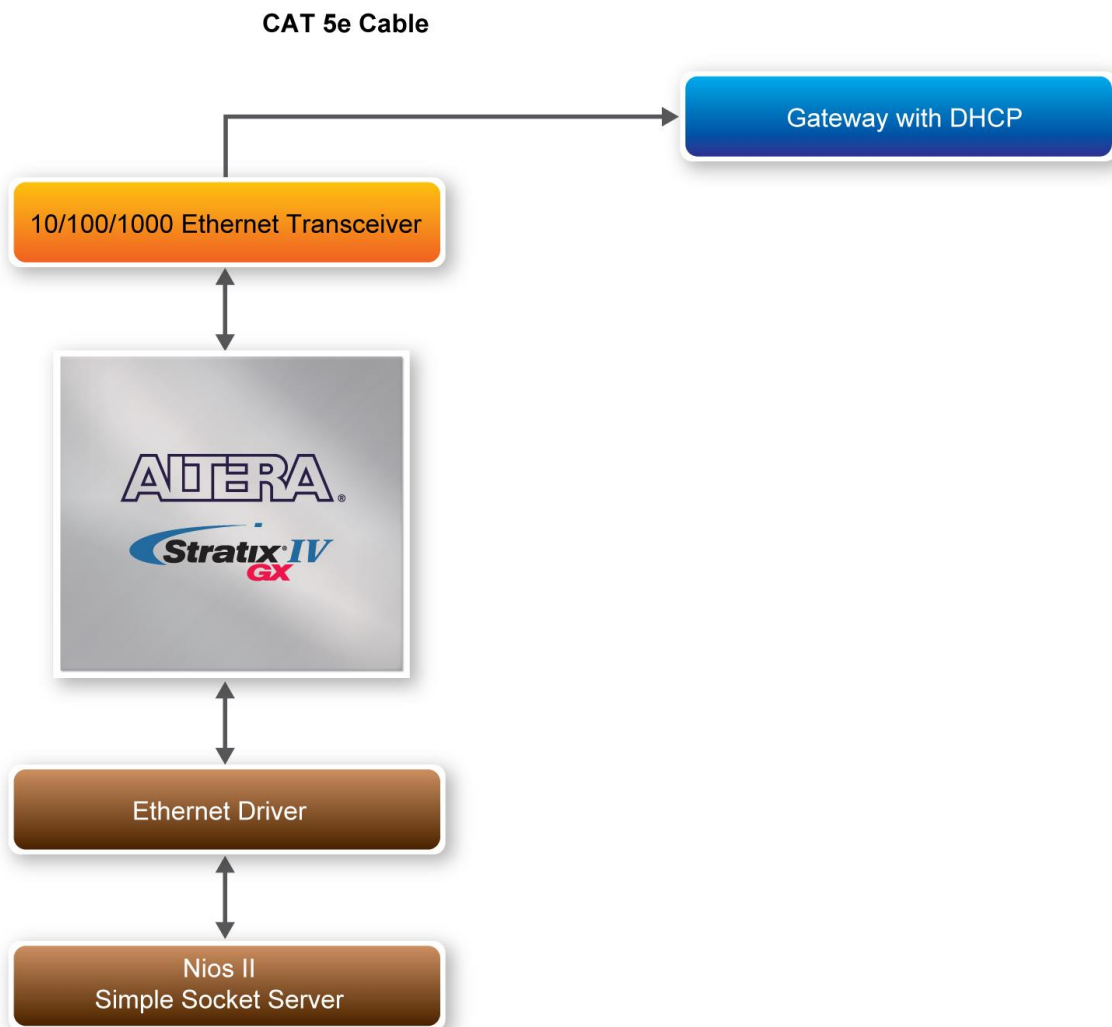 CAT 5e Cable
Gateway with DHCP
10/100/1000 Ethernet Transceiver
ALTERA®
Stratix® IV
GX
Ethernet Driver
Nios II
Simple Socket Server